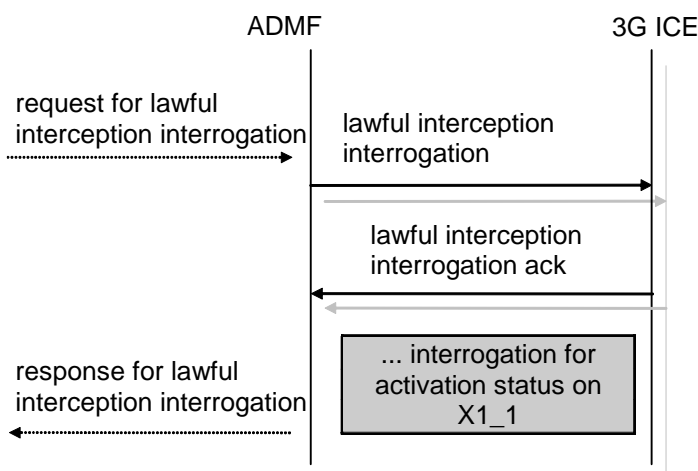 ADMF
3G ICE
request for lawful
interception interrogation
lawful interception
interrogation
lawful interception
interrogation ack
... interrogation for
activation status on
X1_1
response for lawful
interception interrogation